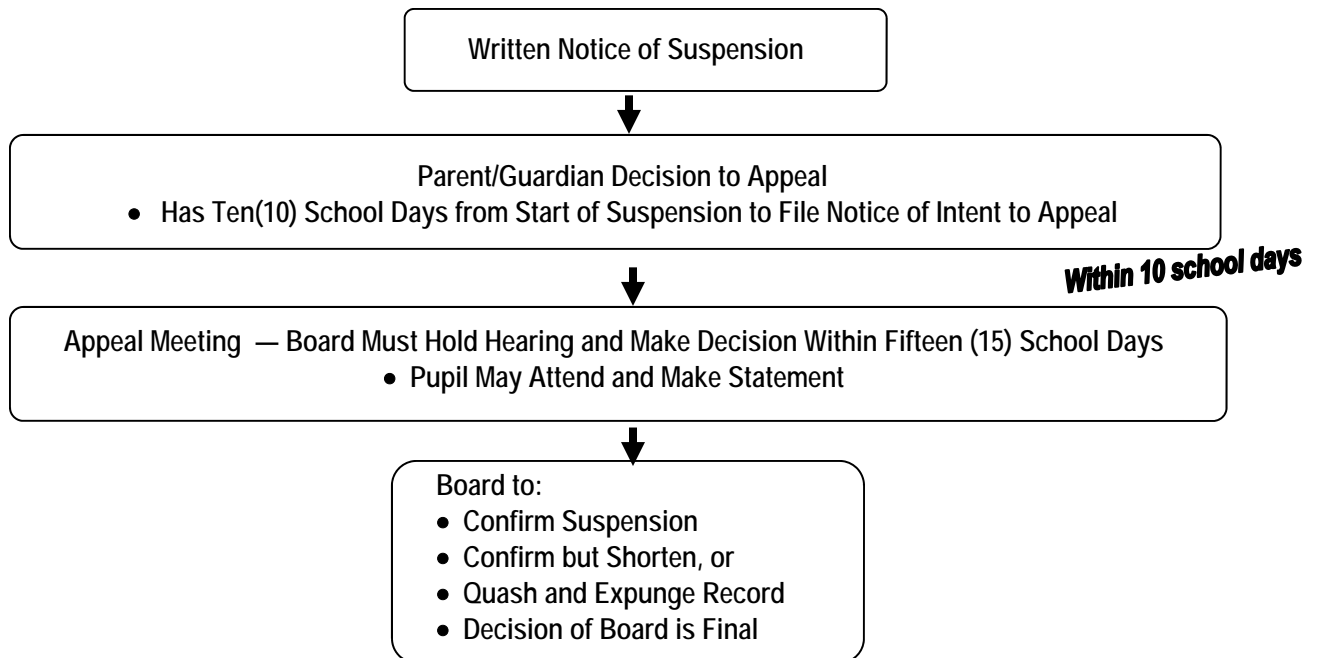 Written Notice of Suspension
Parent/Guardian Decision to Appeal
• Has Ten(10) School Days from Start of Suspension to File Notice of Intent to Appeal
Within 10 school days
Appeal Meeting — Board Must Hold Hearing and Make Decision Within Fifteen (15) School Days
• Pupil May Attend and Make Statement
Board to:
• Confirm Suspension
• Confirm but Shorten, or
• Quash and Expunge Record
• Decision of Board is Final